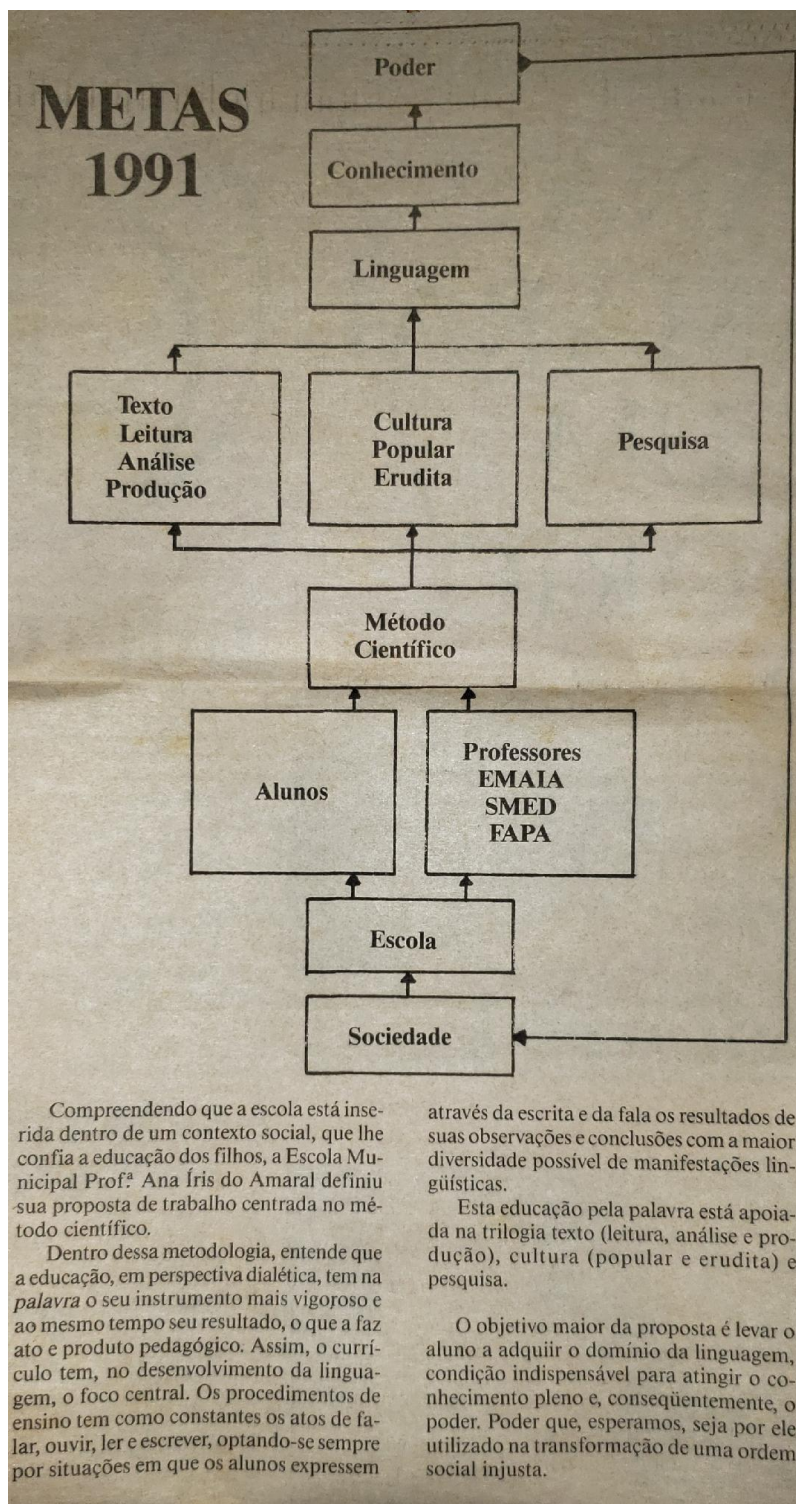 METAS
1991
Poder
Conhecimento
Linguagem
Texto
Leitura
Análise
Produção
Cultura
Popular
Erudita
Pesquisa
Método
Científico
Alunos
Professores
EMAIA
SMED
FAPA
Escola
Sociedade
Compreendendo que a escola está inse-
rida dentro de um contexto social, que lhe
confia a educação dos filhos, a Escola Mu-
nicipal Prof.ª Ana Íris do Amaral definiu
sua proposta de trabalho centrada no mé-
todo científico.
Dentro dessa metodologia, entende que
a educação, em perspectiva dialética, tem na
palavra o seu instrumento mais vigoroso e
ao mesmo tempo seu resultado, o que a faz
ato e produto pedagógico. Assim, o currí-
culo tem, no desenvolvimento da lingua-
gem, o foco central. Os procedimentos de
ensino tem como constantes os atos de fa-
lar, ouvir, ler e escrever, optando-se sempre
por situações em que os alunos expressem
através da escrita e da fala os resultados de
suas observações e conclusões com a maior
diversidade possível de manifestações lin-
güísticas.
Esta educação pela palavra está apoia-
da na trilogia texto (leitura, análise e pro-
dução), cultura (popular e erudita) e
pesquisa.
O objetivo maior da proposta é levar o
aluno a adquiir o domínio da linguagem,
condição indispensável para atingir o co-
nhecimento pleno e, conseqüentemente, o
poder. Poder que, esperamos, seja por ele
utilizado na transformação de uma ordem
social injusta.